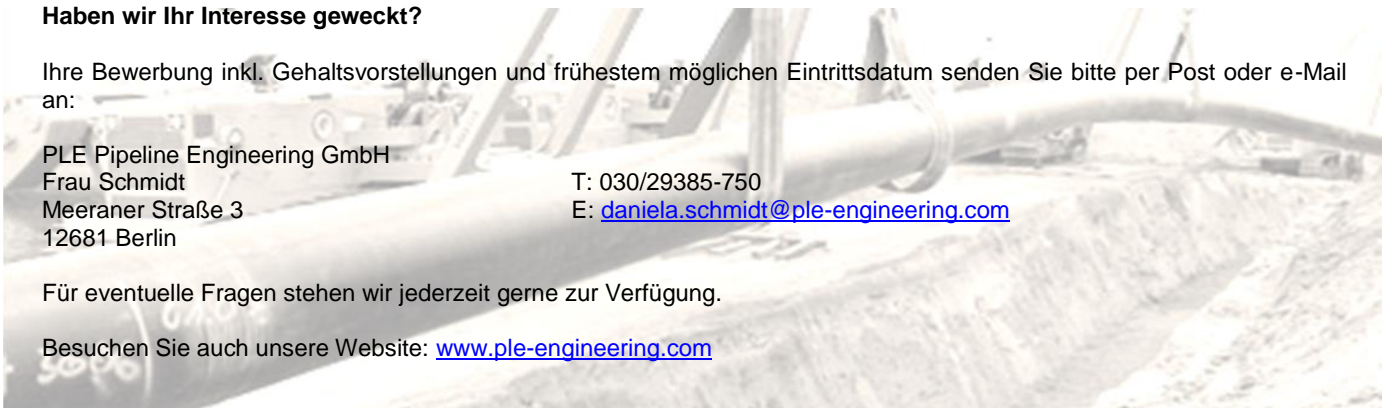 Haben wir Ihr Interesse geweckt?
Ihre Bewerbung inkl. Gehaltsvorstellungen und frühestem möglichen Eintrittsdatum senden Sie bitte per Post oder e-Mail
an:
PLE Pipeline Engineering GmbH
Frau Schmidt T: 030/29385-750
Meeraner Straße 3 E: daniela.schmidt@ple-engineering.com
12681 Berlin
Für eventuelle Fragen stehen wir jederzeit gerne zur Verfügung.
Besuchen Sie auch unsere Website: www.ple-engineering.com